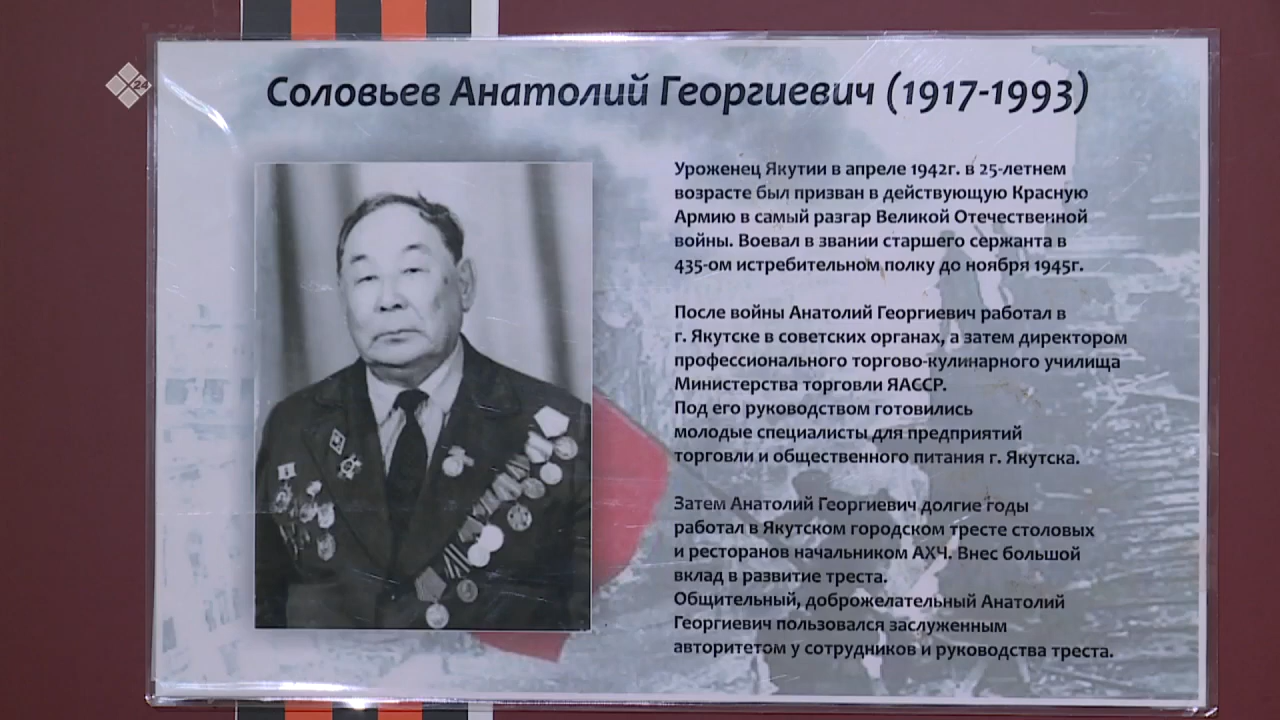 Соловьев Анатолий Георгиевич (1917-1993)
24
Уроженец Якутии в апреле 1942г. в 25-летнем
возрасте был призван в действующую Красную
Армию в самый разгар Великой Отечественной
войны. Воевал в звании старшего сержанта в
435-ом истребительном полку до ноября 1945г.
После войны Анатолий Георгиевич работал в
г. Якутске в советских органах, а затем директором
профессионального торгово-кулинарного училища
Министерства торговли ЯАССР.
Под его руководством готовились
молодые специалисты для предприятий
торговли и общественного питания г. Якутска.
Затем Анатолий Георгиевич долгие годы
работал в Якутском городском тресте столовых
и ресторанов начальником АХЧ. Внес большой
вклад в развитие треста.
Общительный, доброжелательный Анатолий
Георгиевич пользовался заслуженным
авторитетом у сотрудников и руководства треста.